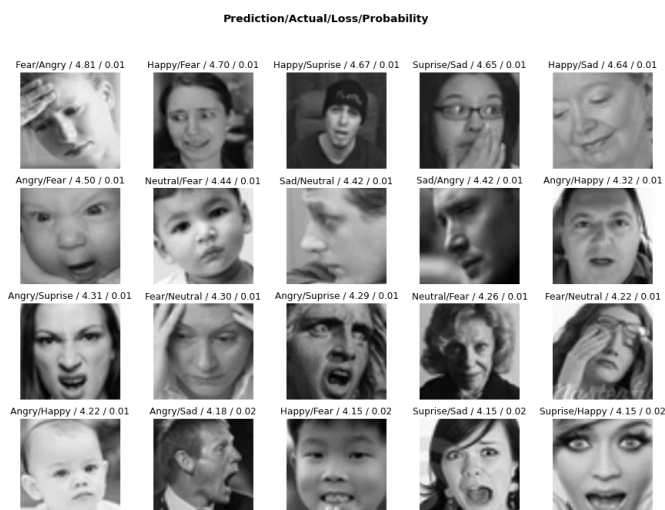 Prediction/Actual/Loss/Probability
Fear/Angry / 4.81 / 0.01 Happy/Fear / 4.70 / 0.01 Happy/Suprise / 4.67 / 0.01 Suprise/Sad / 4.65 / 0.01 Happy/Sad / 4.64 / 0.01
Angry/Fear / 4.50 / 0.01 Neutral/Fear / 4.44 / 0.01 Sad/Neutral / 4.42 / 0.01 Sad/Angry / 4.42 / 0.01 Angry/Happy / 4.32 / 0.01
Angry/Suprise / 4.31 / 0.01 Fear/Neutral / 4.30 / 0.01 Angry/Suprise / 4.29 / 0.01 Neutral/Fear / 4.26 / 0.01 Fear/Neutral / 4.22 / 0.01
Angry/Happy / 4.22 / 0.01 Angry/Sad / 4.18 / 0.02 Happy/Fear / 4.15 / 0.02 Suprise/Sad / 4.15 / 0.02 Suprise/Happy / 4.15 / 0.02